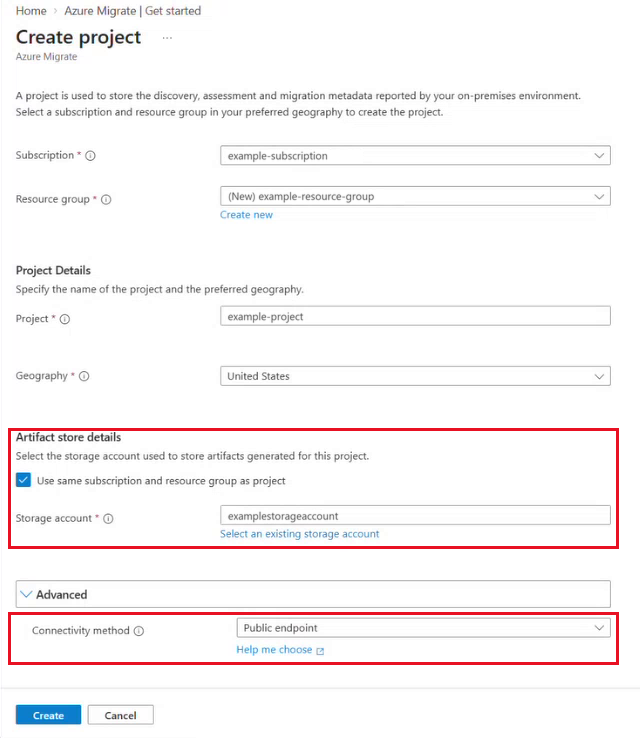 Home > Azure Migrate | Get started
Create project ...
Azure Migrate
A project is used to store the discovery, assessment and migration metadata reported by your on-premises environment.
Select a subscription and resource group in your preferred geography to create the project.
Subscription * example-subscription
Resource group * (New) example-resource-group
Create new
Project Details
Specify the name of the project and the preferred geography.
Project * example-project
Geography * United States
Artifact store details
Select the storage account used to store artifacts generated for this project.
Use same subscription and resource group as project
Storage account * examplestorageaccount
Select an existing storage account
Advanced
Connectivity method Public endpoint
Help me choose
Create Cancel